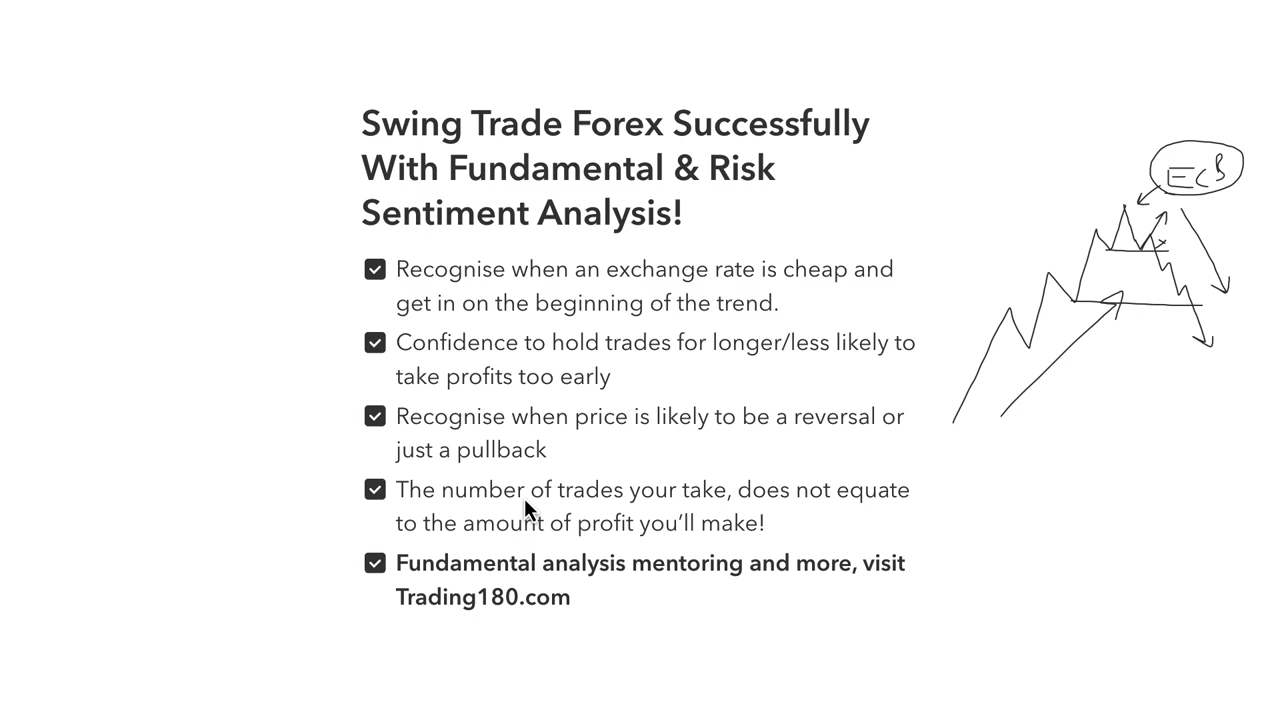 Swing Trade Forex Successfully
With Fundamental & Risk
Sentiment Analysis!
Recognise when an exchange rate is cheap and
get in on the beginning of the trend.
Confidence to hold trades for longer/less likely to
take profits too early
Recognise when price is likely to be a reversal or
just a pullback
The number of trades your take, does not equate
to the amount of profit you’ll make!
Fundamental analysis mentoring and more, visit
Trading180.com
ECB